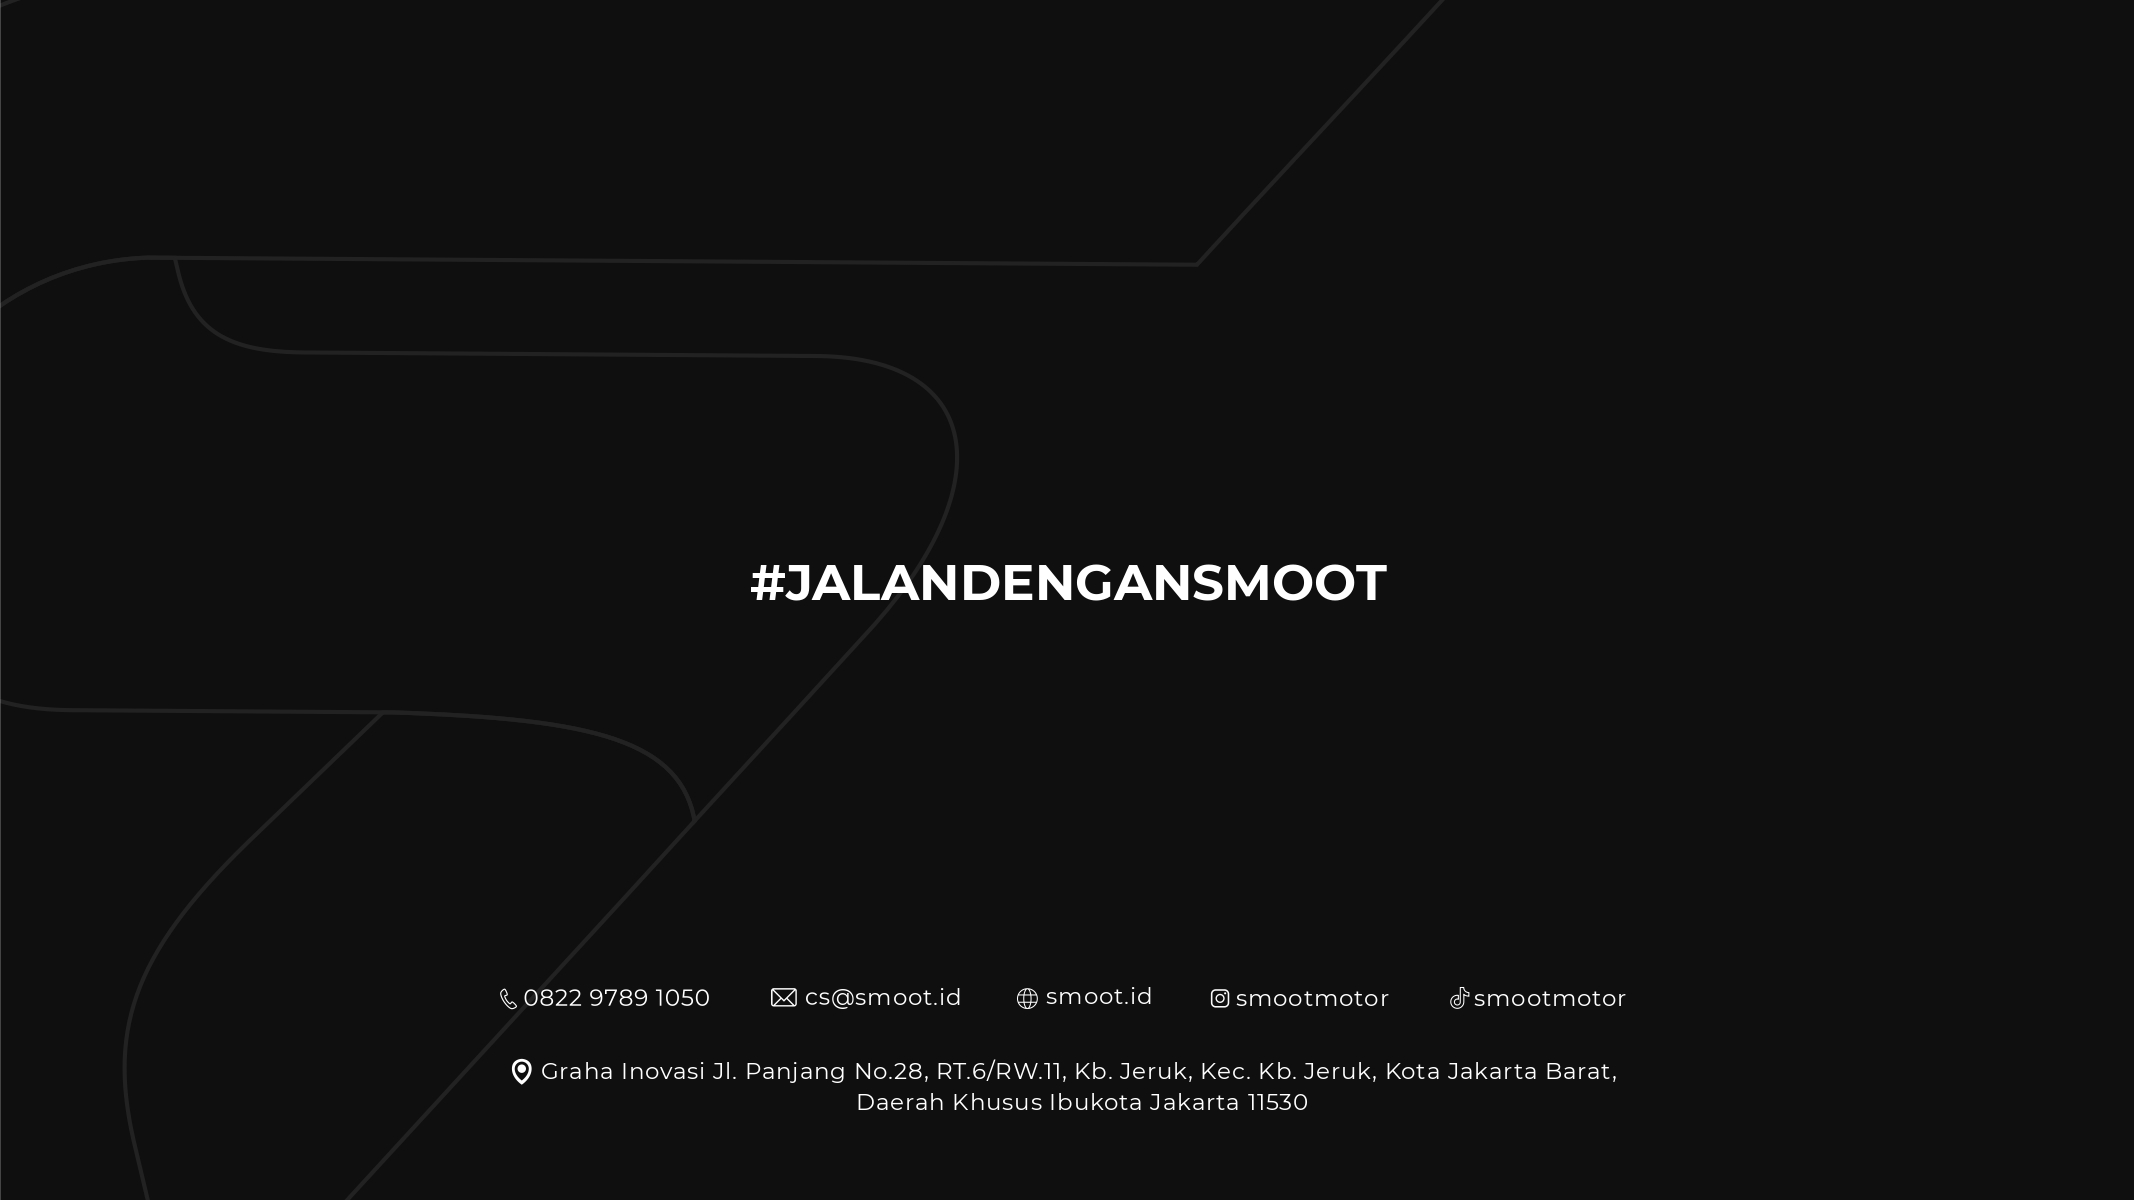 #JALANDENGANSMOOT
0822 9789 1050 cs@smoot.id smoot.id smootmotor smootmotor
Graha Inovasi Jl. Panjang No.28, RT.6/RW.11, Kb. Jeruk, Kec. Kb. Jeruk, Kota Jakarta Barat,
Daerah Khusus Ibukota Jakarta 11530